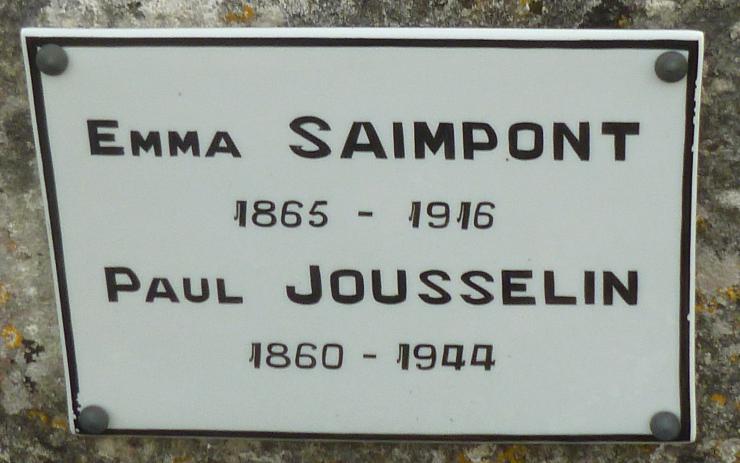 EMMA SAIMPONT
1865 - 1916
PAUL JOUSSELIN
1860 - 1944